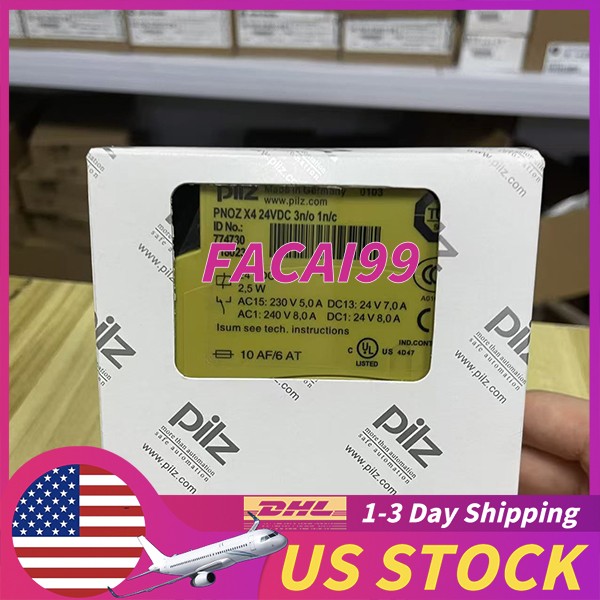 pilz Made in Germany 0103
www.pilz.com
PNOZ X4 24VDC 3n/o 1n/c
ID No.:
774730
FACAI99
2,5 W
AC15: 230 V 5,0 A DC13: 24 V 7,0 A
AC1: 240 V 8,0 A DC1: 24 V 8,0 A
Isum see tech. instructions
10 AF/6 AT
C UL US
LISTED
IND.CONT
4D47
pilz
more than automation
safe automation
www.pilz.com
pilz
more than automation
safe automation
www.pilz.com
pilz
more than automation
safe automation
www.pilz.com
DHL
1-3 Day Shipping
US STOCK